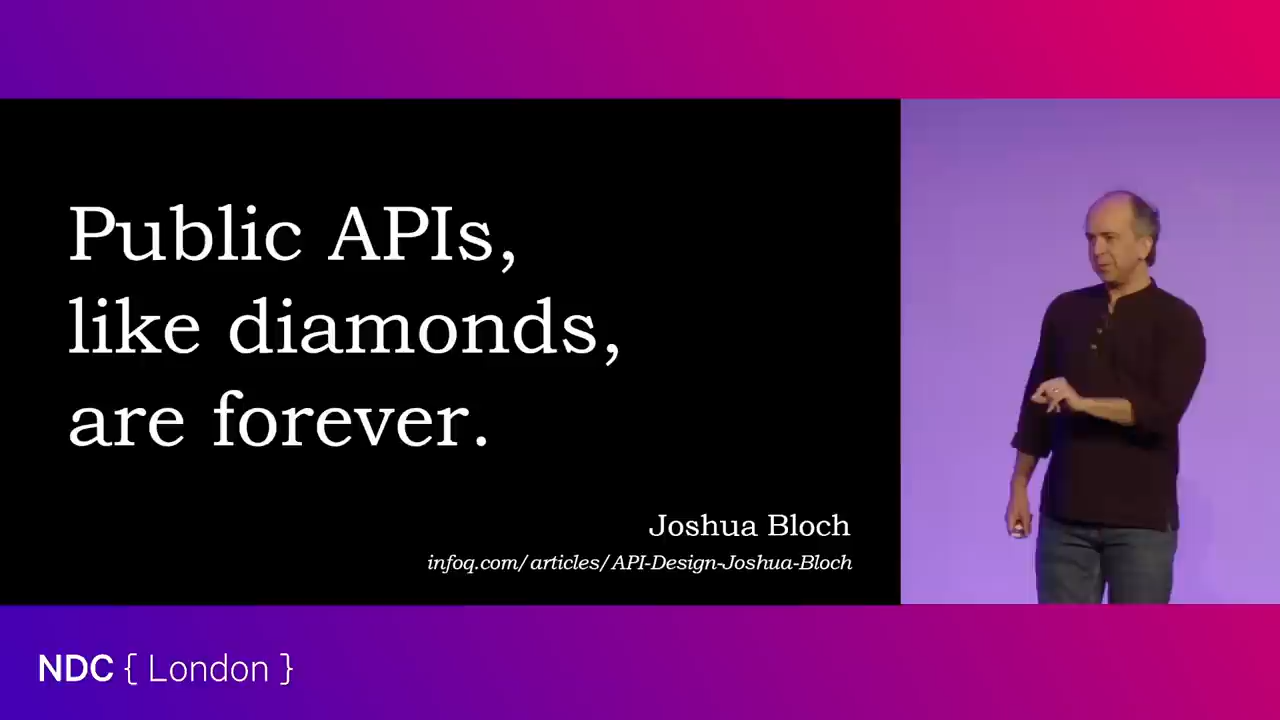 Public APIs,
like diamonds,
are forever.
Joshua Bloch
infoq.com/articles/API-Design-Joshua-Bloch
NDC { London }